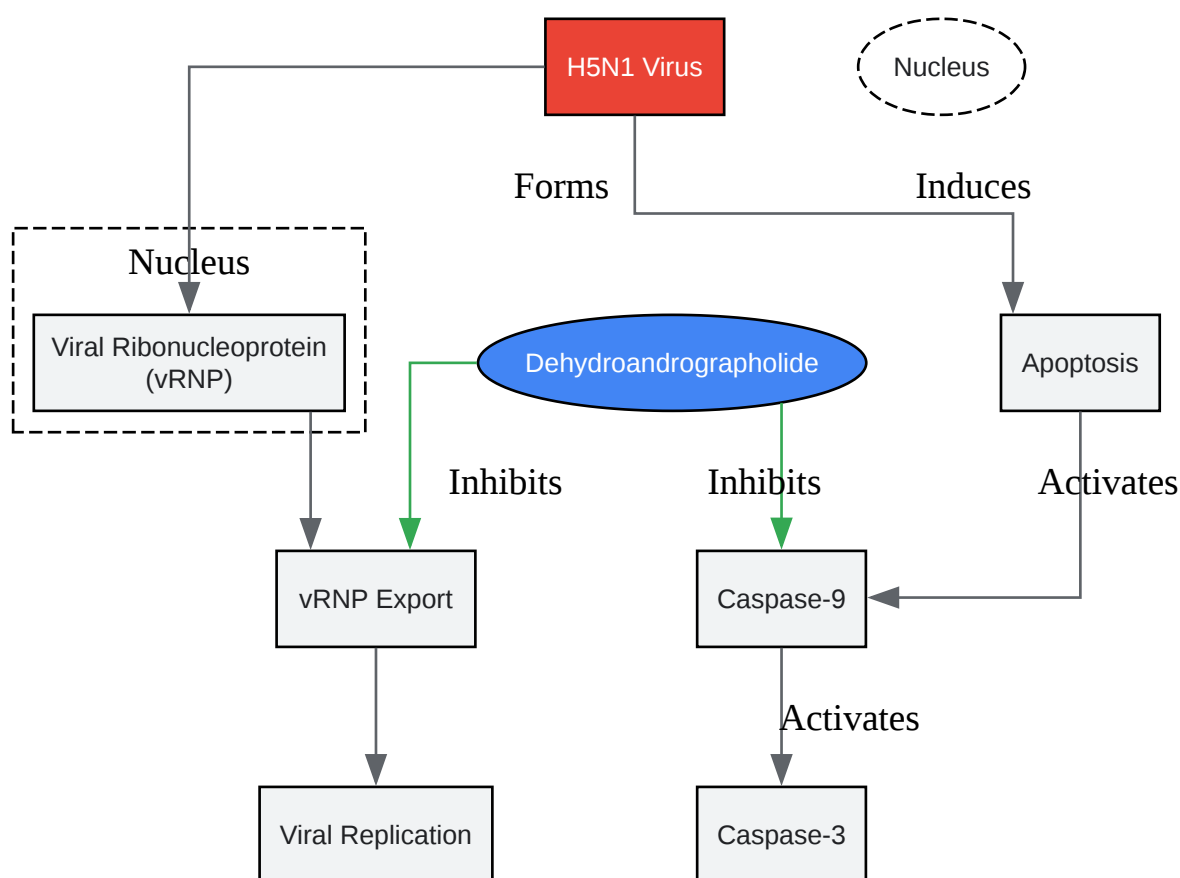 H5N1 Virus
Nucleus
Forms
Induces
Nucleus
Viral Ribonucleoprotein
(vRNP)
Dehydroandrographolide
Apoptosis
Inhibits
Inhibits
Activates
vRNP Export
Caspase-9
Activates
Viral Replication
Caspase-3